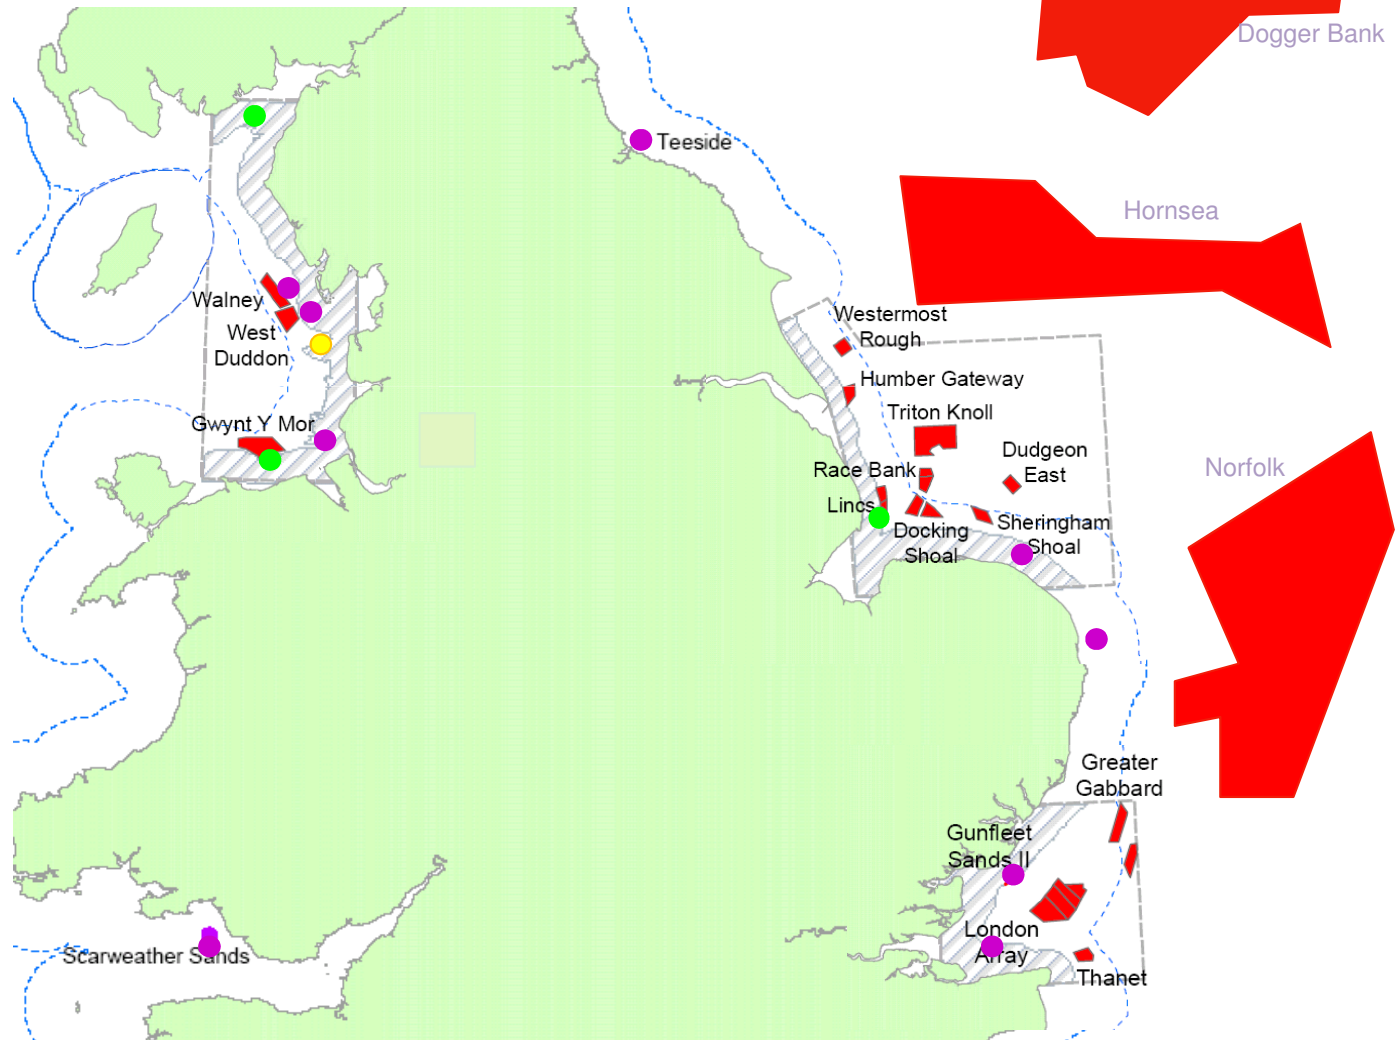 Dogger Bank
Teeside
Hornsea
Walney
West
Duddon
Westermost
Rough
Humber Gateway
Triton Knoll
Gwynt Y Mor
Dudgeon
East
Race Bank
Norfolk
Lincs
Docking
Shoal
Sheringham
Shoal
Greater
Gabbard
Gunfleet
Sands II
London
Array
Scarweather Sands
Thanet